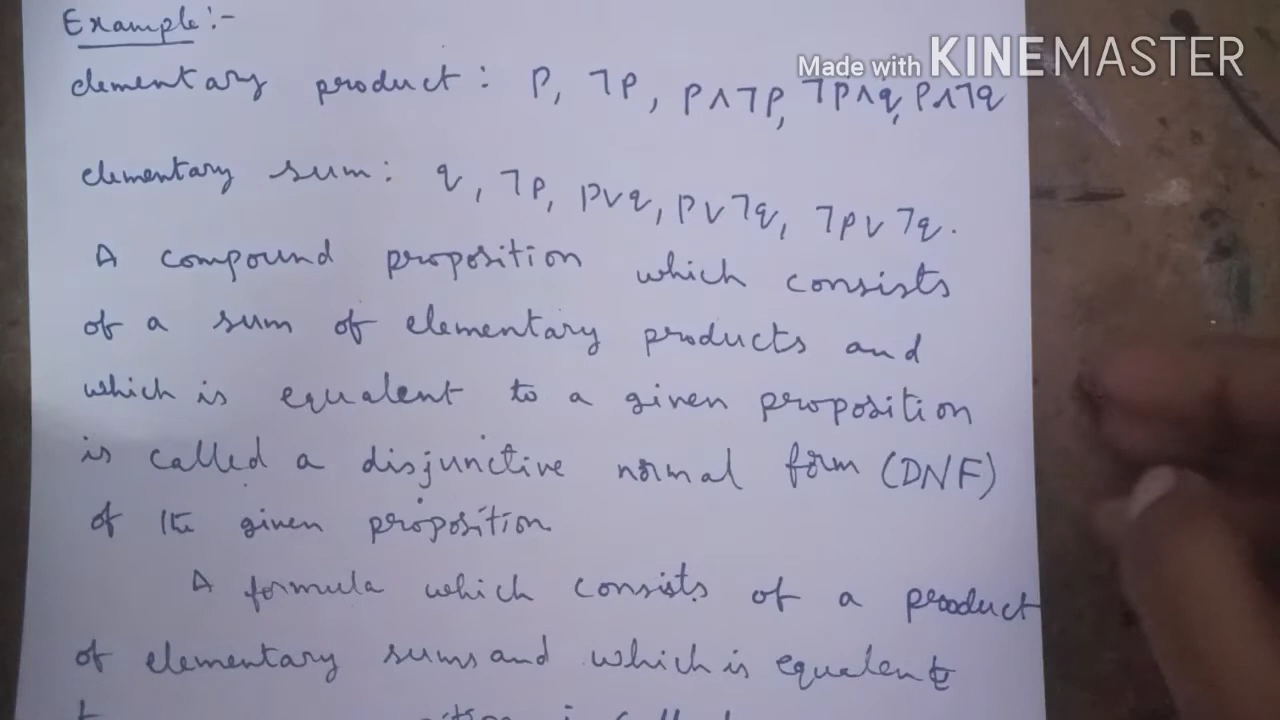 Example:-
Made with KINEMASTER
elementary product: P, ¬P, P∧¬P, ¬P∧q, P∧¬q
elementary sum: q, ¬P, P∨q, P∨¬q, ¬P∨¬q.
A compound proposition which consists
of a sum of elementary products and
which is equalent to a given proposition
is called a disjunctive normal form (DNF)
of the given proposition
A formula which consists of a product
of elementary sums and which is equalent